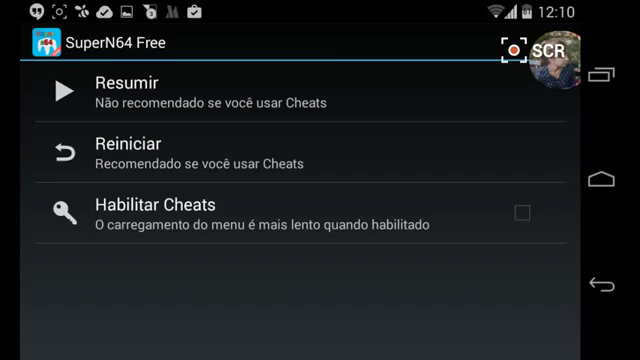 12:10
SuperN64 Free
SCR
Resumir
Não recomendado se você usar Cheats
Reiniciar
Recomendado se você usar Cheats
Habilitar Cheats
O carregamento do menu é mais lento quando habilitado